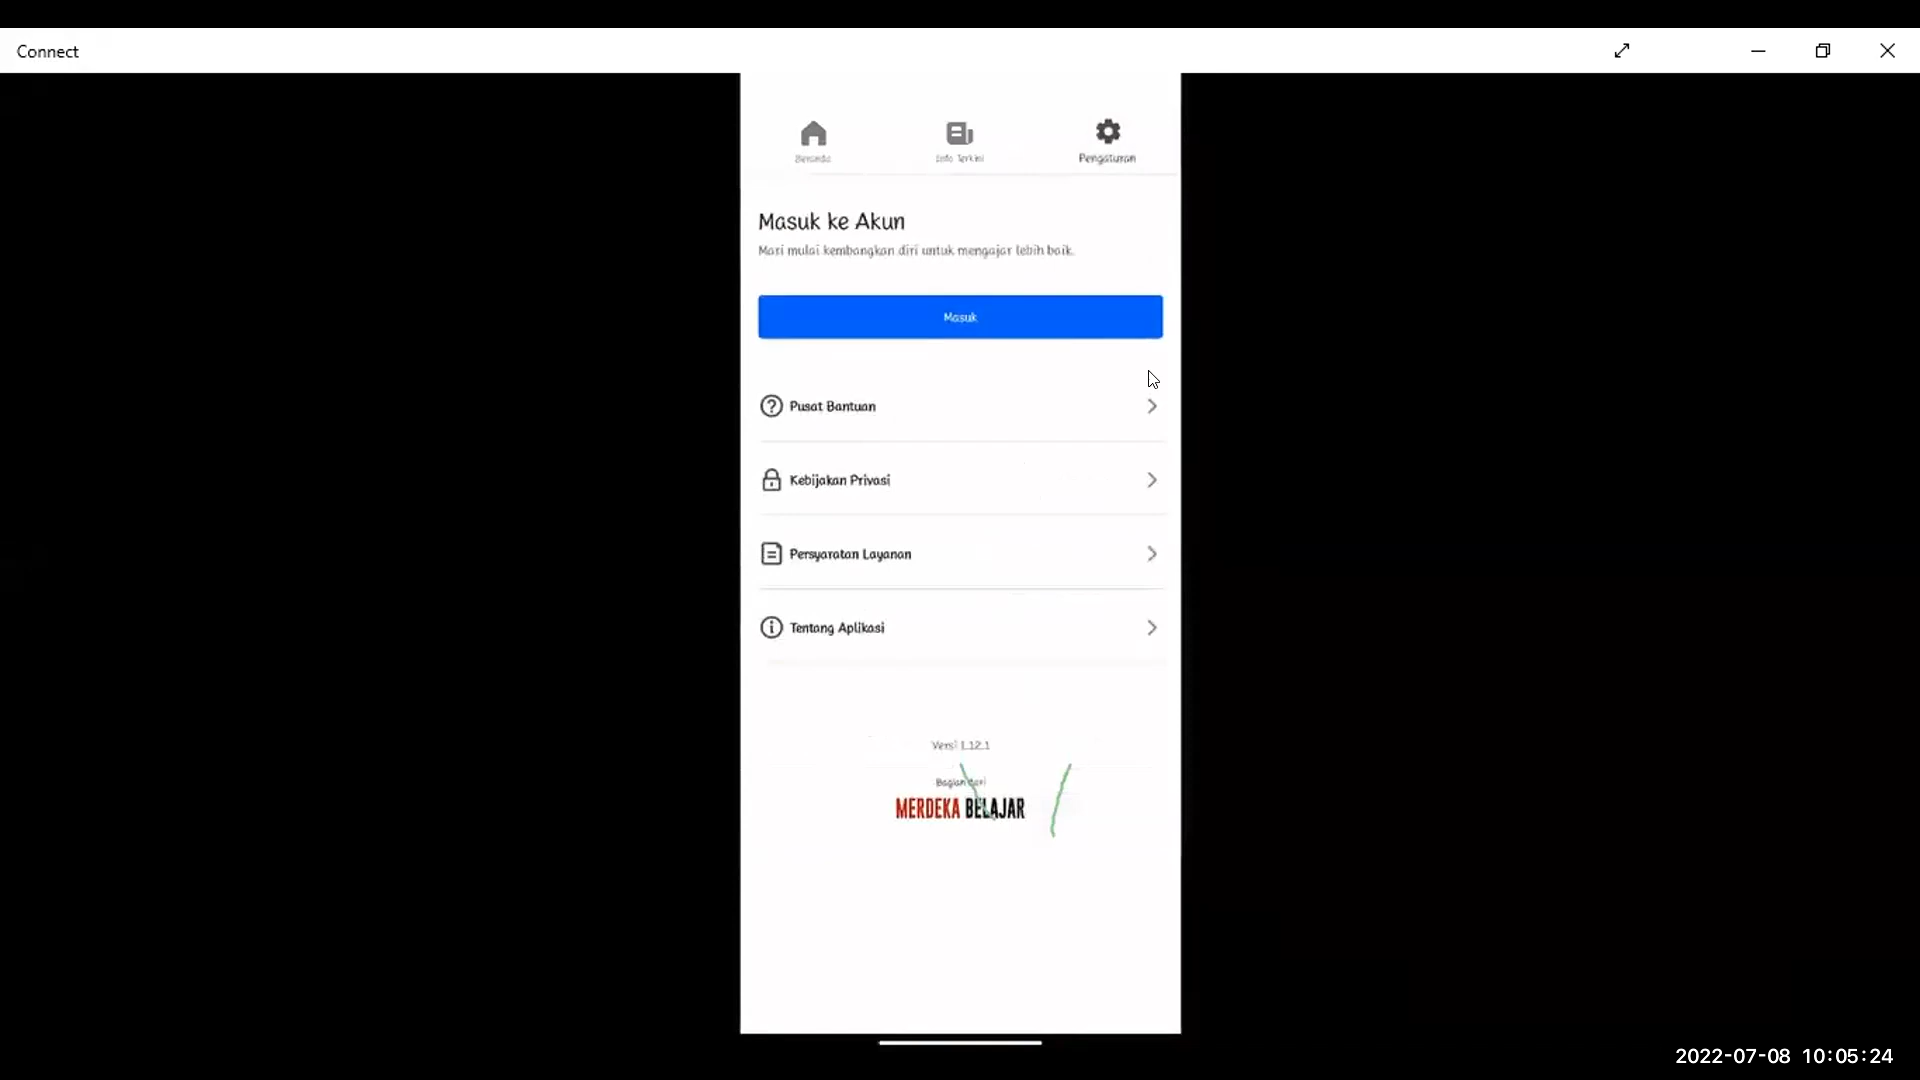 Connect
Beranda
Info Terkini
Pengaturan
Masuk ke Akun
Mari mulai kembangkan diri untuk mengajar lebih baik.
Masuk
Pusat Bantuan
Kebijakan Privasi
Persyaratan Layanan
Tentang Aplikasi
Versi 1.12.1
Bagian dari
MERDEKA BELAJAR
2022-07-08 10:05:24